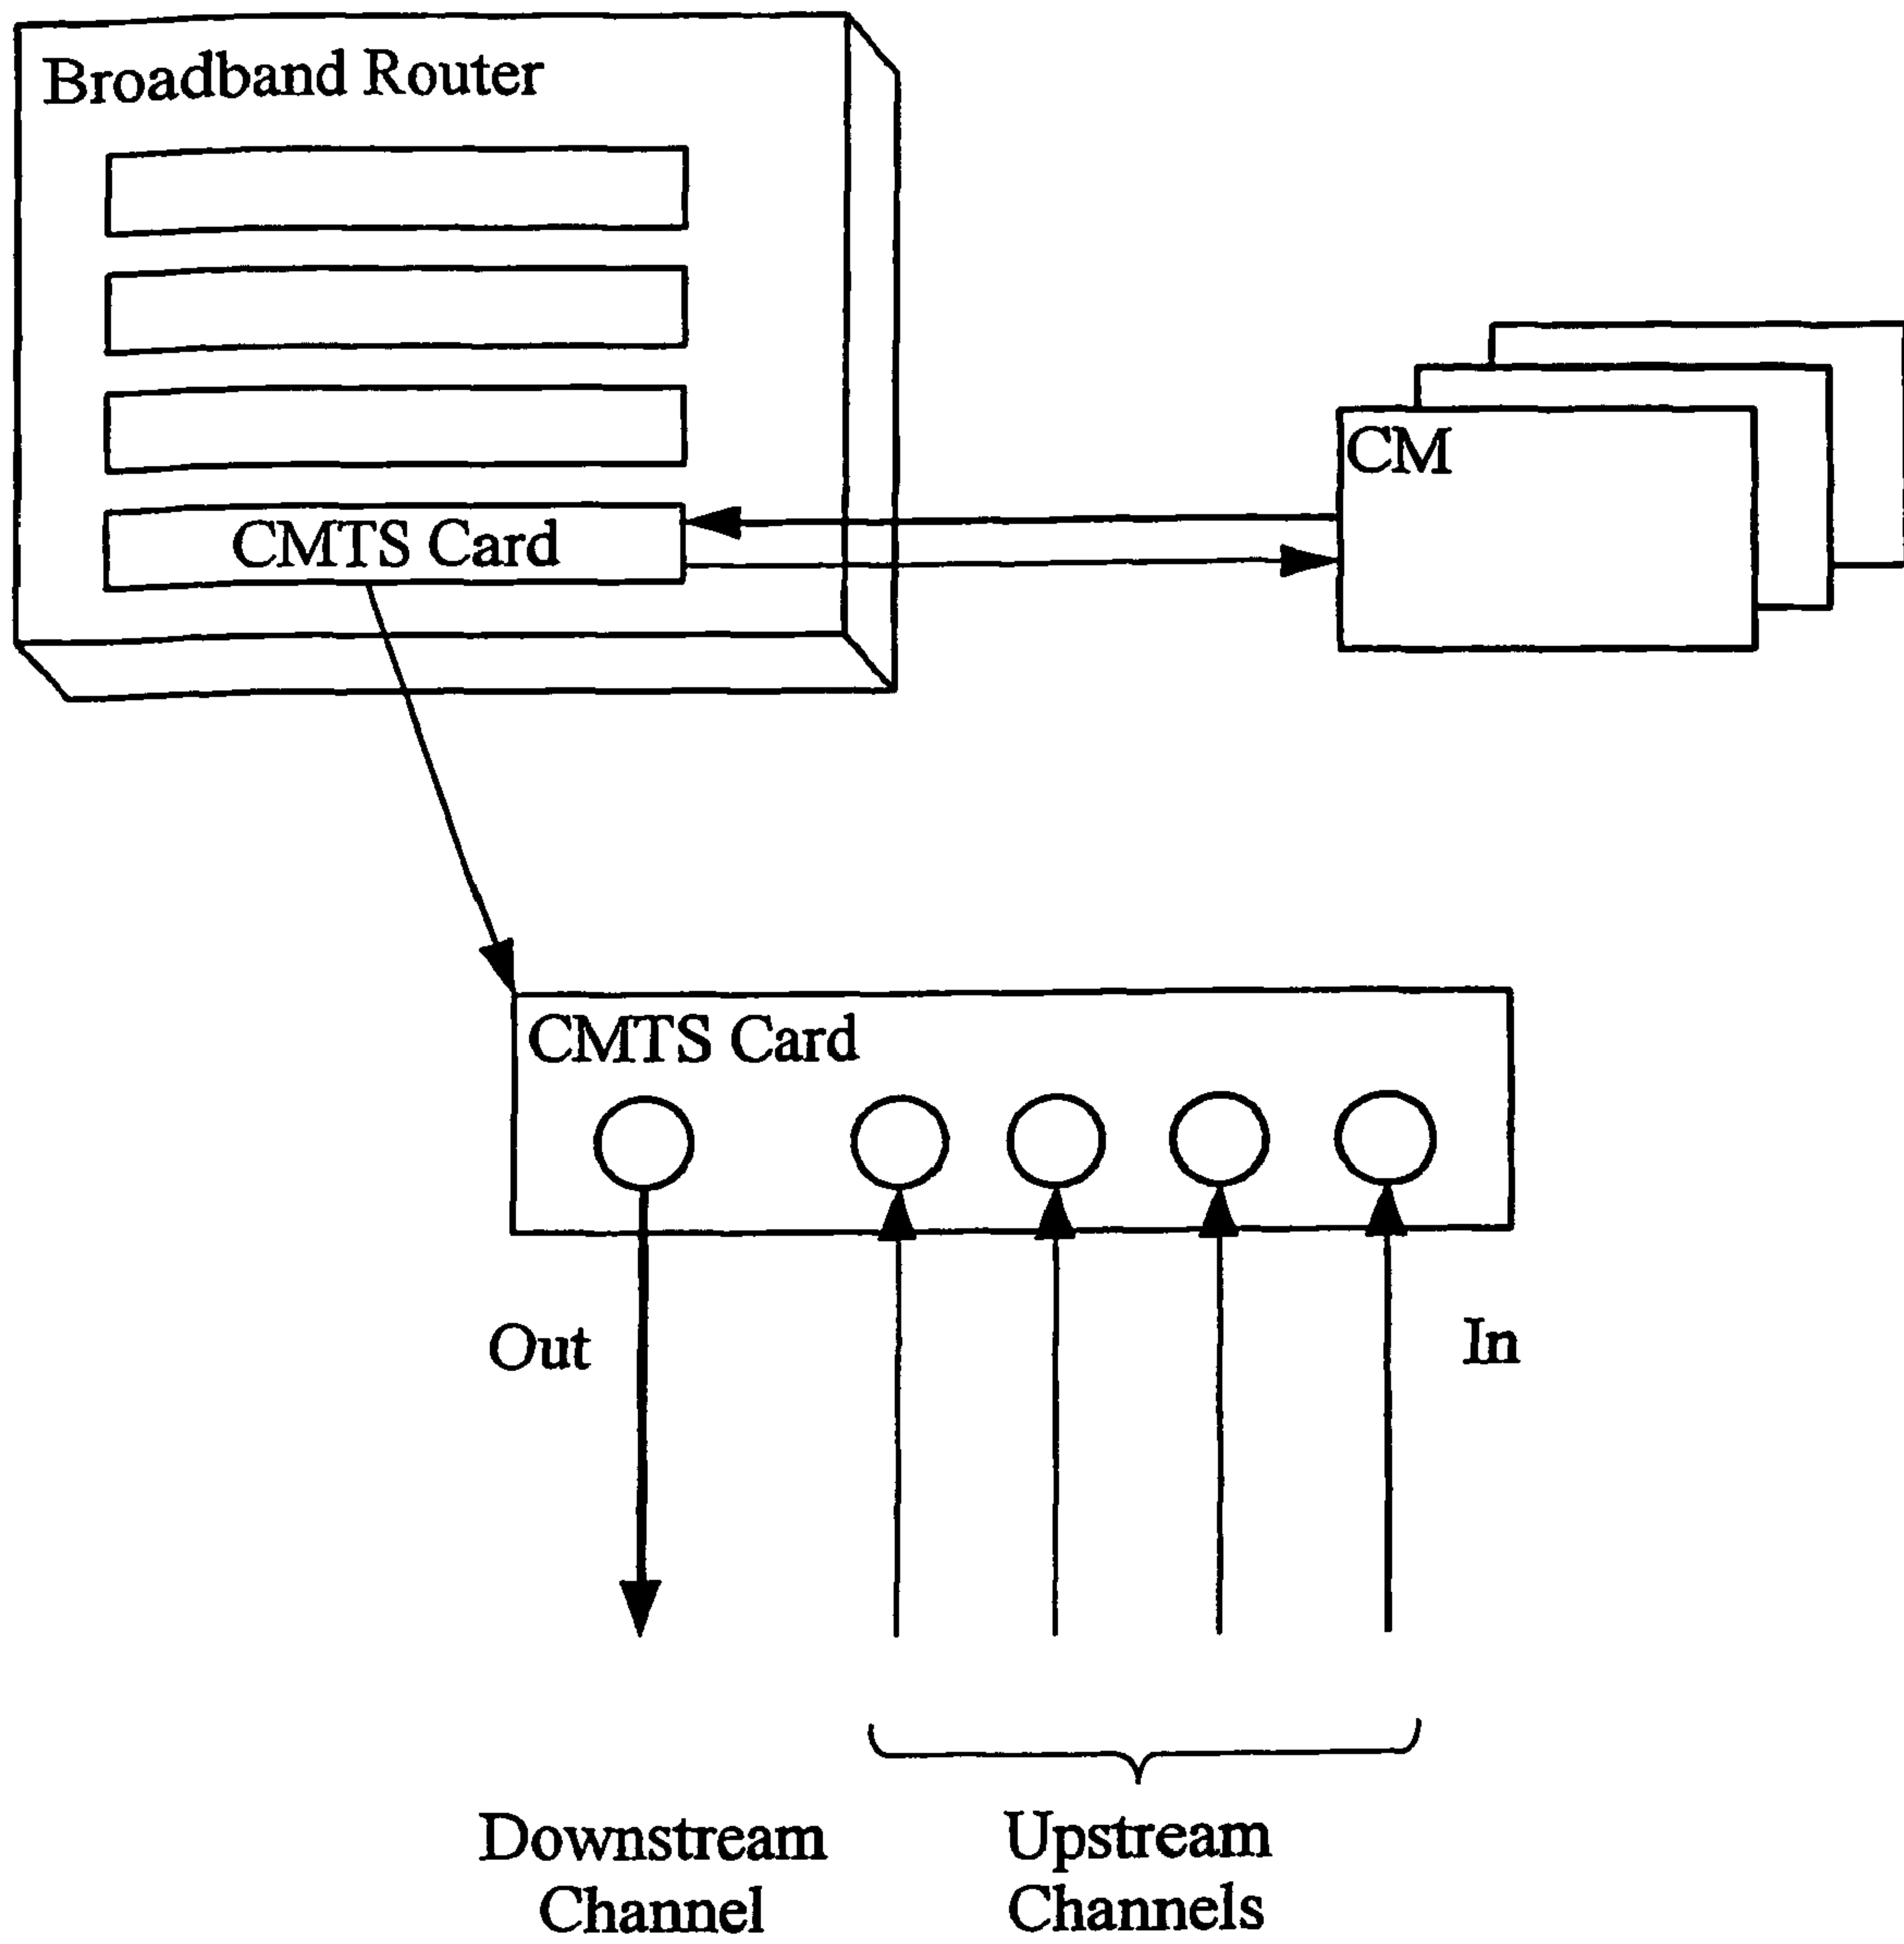 Broadband Router
CMTS Card
CM
CMTS Card
Out
In
Downstream
Channel
Upstream
Channels